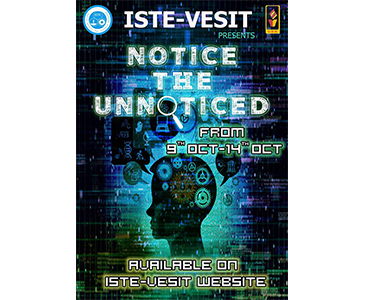 ISTE-VESIT
PRESENTS
NOTICE
THE
UNNOTICED
FROM
9TH OCT-14TH OCT
AVAILABLE ON
ISTE-VESIT WEBSITE